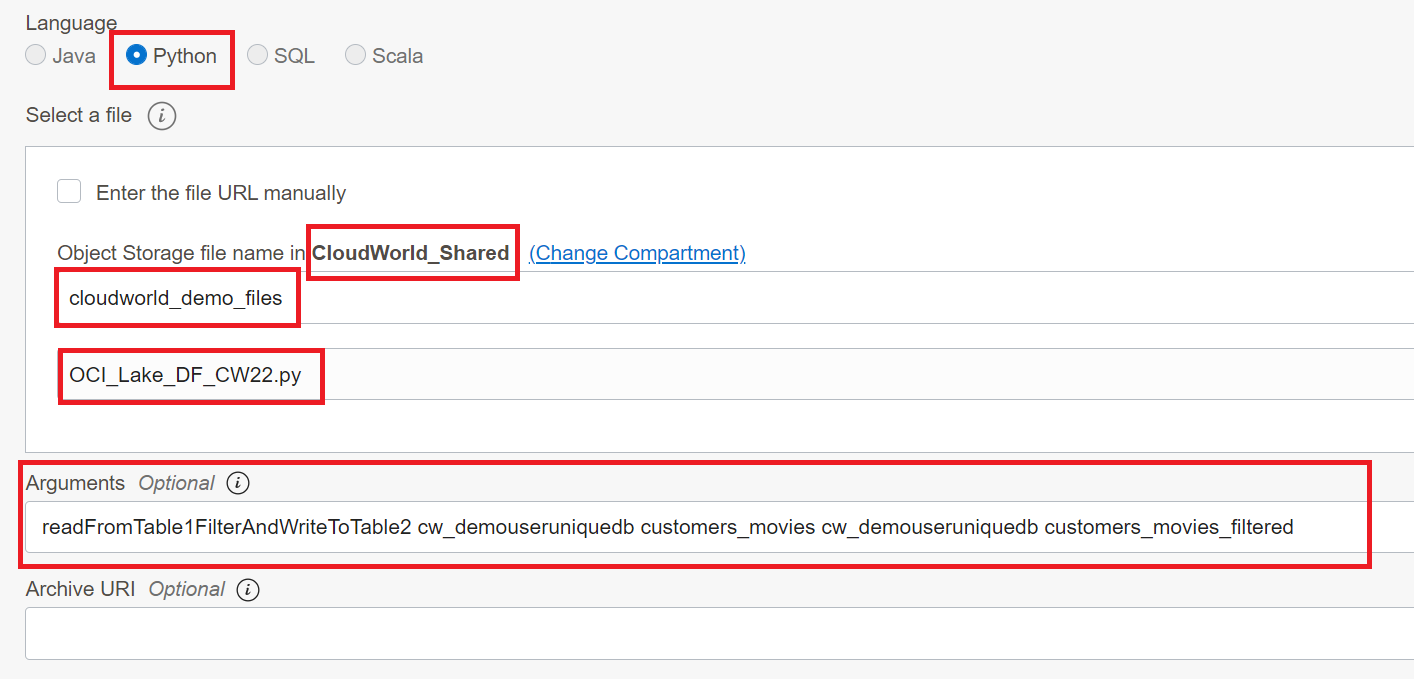 Language
Java Python SQL Scala
Select a file i
Enter the file URL manually
Object Storage file name in CloudWorld_Shared (Change Compartment)
cloudworld_demo_files
OCI_Lake_DF_CW22.py
Arguments Optional i
readFromTable1FilterAndWriteToTable2 cw_demouseruniquedb customers_movies cw_demouseruniquedb customers_movies_filtered
Archive URI Optional i